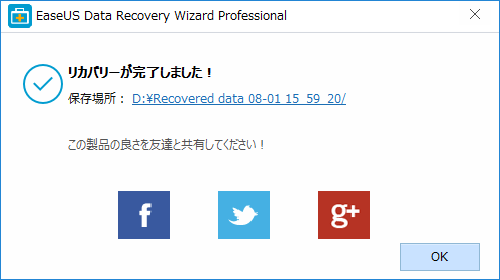 EaseUS Data Recovery Wizard Professional
リカバリーが完了しました！
保存場所： D:¥Recovered data 08-01 15_59_20/
この製品の良さを友達と共有してください！
f g+
OK